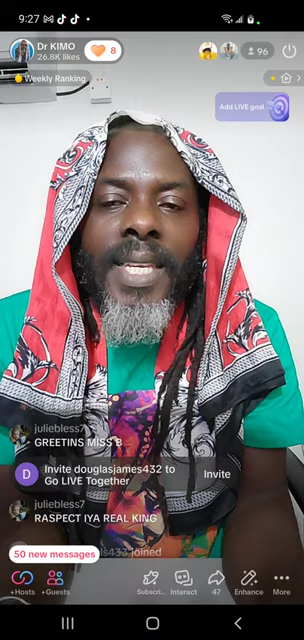 9:27
Dr KIMO
26.8K likes
8
96
Weekly Ranking
Add LIVE goal
juliebless7
GREETINS MISS B
D
Invite douglasjames432 to
Go LIVE Together
Invite
juliebless7
RASPECT IYA REAL KING
50 new messages
joined
+Hosts
+Guests
Subscri...
Interact
47
Enhance
More